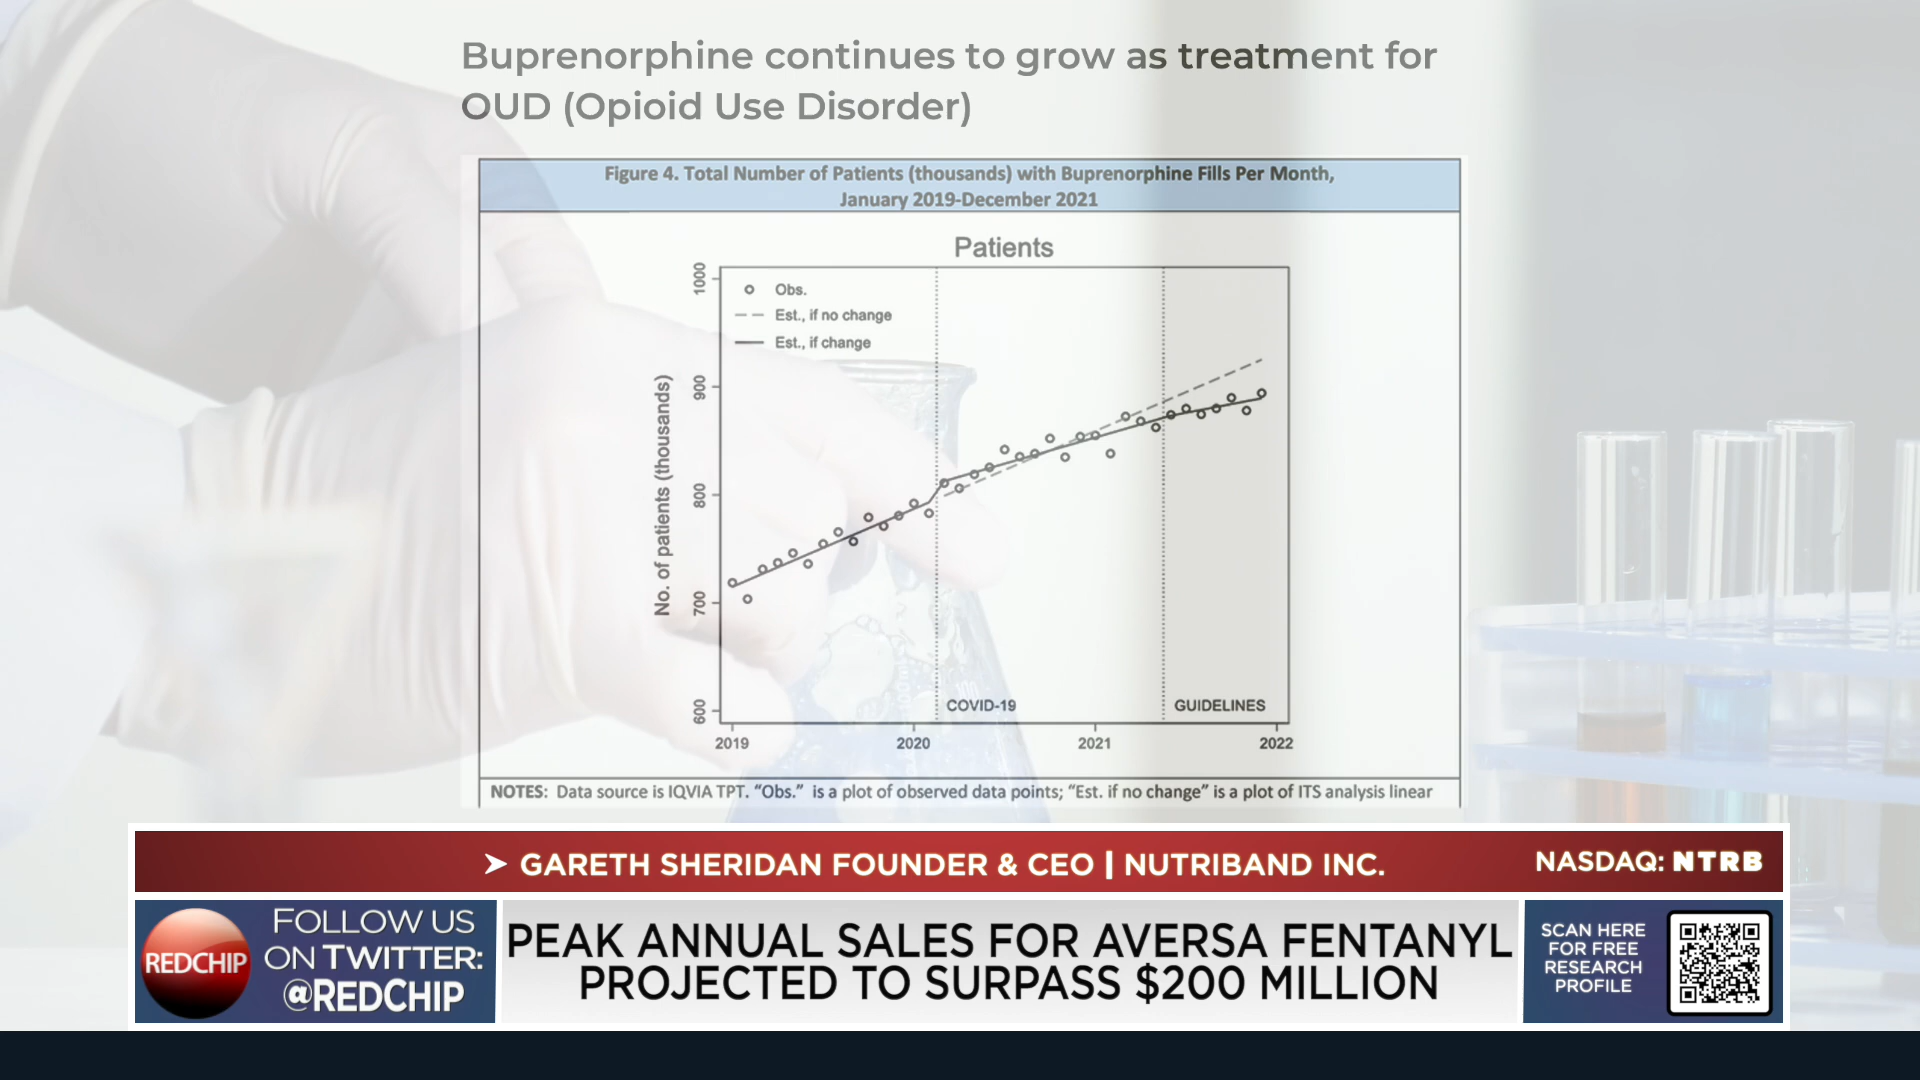 Buprenorphine continues to grow as treatment for
OUD (Opioid Use Disorder)
Figure 4. Total Number of Patients (thousands) with Buprenorphine Fills Per Month,
January 2019-December 2021
Patients
Obs.
Est., if no change
Est., if change
No. of patients (thousands)
1000
900
800
700
600
COVID-19
GUIDELINES
2019
2020
2021
2022
NOTES: Data source is IQVIA TPT. “Obs.” is a plot of observed data points; “Est. if no change” is a plot of ITS analysis linear
GARETH SHERIDAN FOUNDER & CEO | NUTRIBAND INC.
NASDAQ: NTRB
REDCHIP
FOLLOW US
ON TWITTER:
@REDCHIP
PEAK ANNUAL SALES FOR AVERSA FENTANYL
PROJECTED TO SURPASS $200 MILLION
SCAN HERE
FOR FREE
RESEARCH
PROFILE